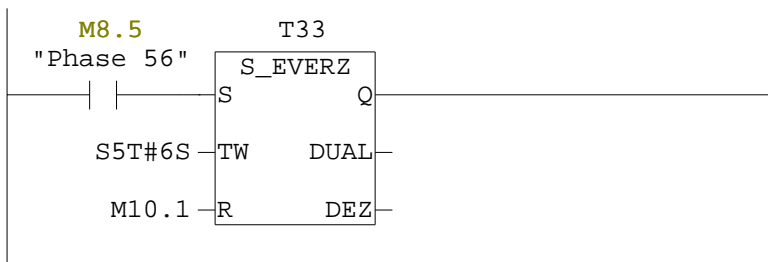 M8.5 T33
"Phase 56" S_EVERZ
S Q
S5T#6S TW DUAL
M10.1 R DEZ